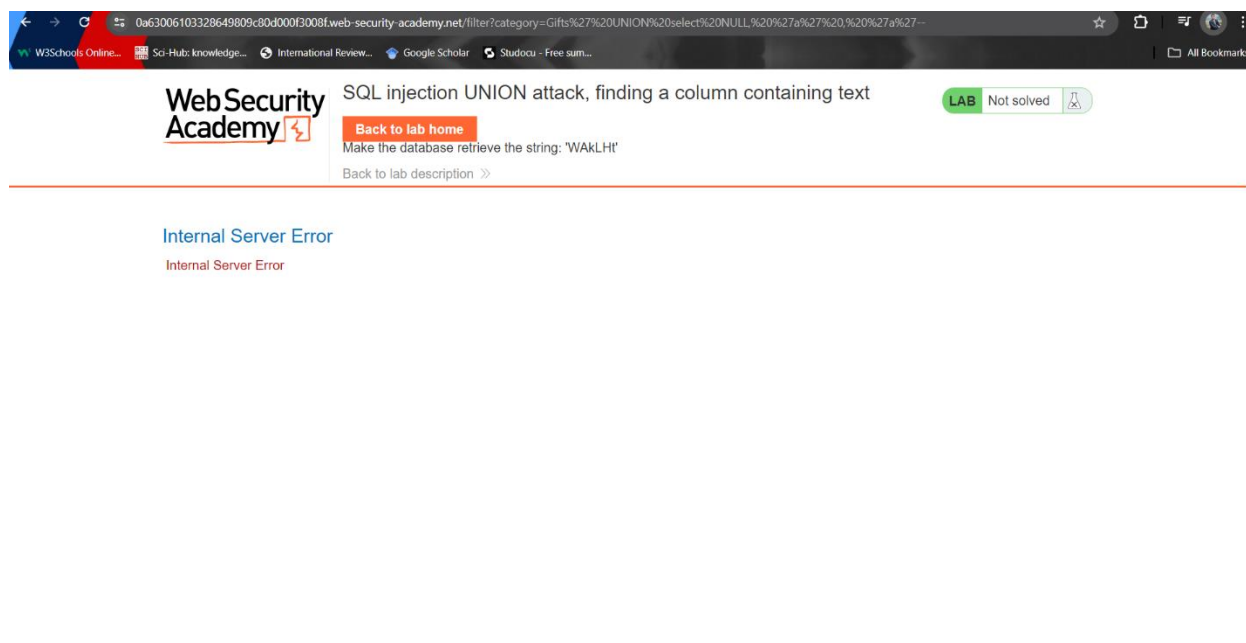 0a63006103328649809c80d000f3008f.web-security-academy.net/filter?category=Gifts%27%20UNION%20select%20NULL,%20%27a%27%20,%20%27a%27--
W3Schools Online... Sci-Hub: knowledge... International Review... Google Scholar Studocu - Free sum... All Bookmarks
Web Security
Academy
SQL injection UNION attack, finding a column containing text
LAB Not solved
Back to lab home
Make the database retrieve the string: 'WAkLHt'
Back to lab description
Internal Server Error
Internal Server Error